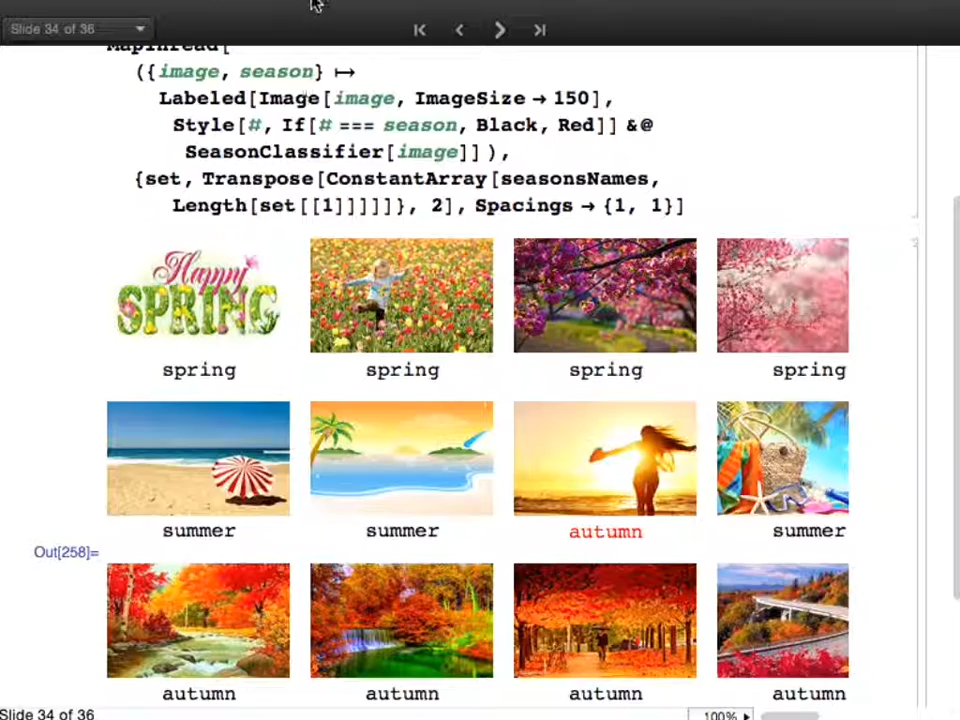 Slide 34 of 36
MapThread[
({image, season} ↦
Labeled[Image[image, ImageSize → 150],
Style[#, If[# === season, Black, Red]] &@
SeasonClassifier[image]] ),
{set, Transpose[ConstantArray[seasonsNames,
Length[set[[1]]]]]}, 2], Spacings → {1, 1}]
Happy
SPRING
spring spring spring spring
summer summer autumn summer
Out[258]=
autumn autumn autumn autumn
Slide 34 of 36
100%